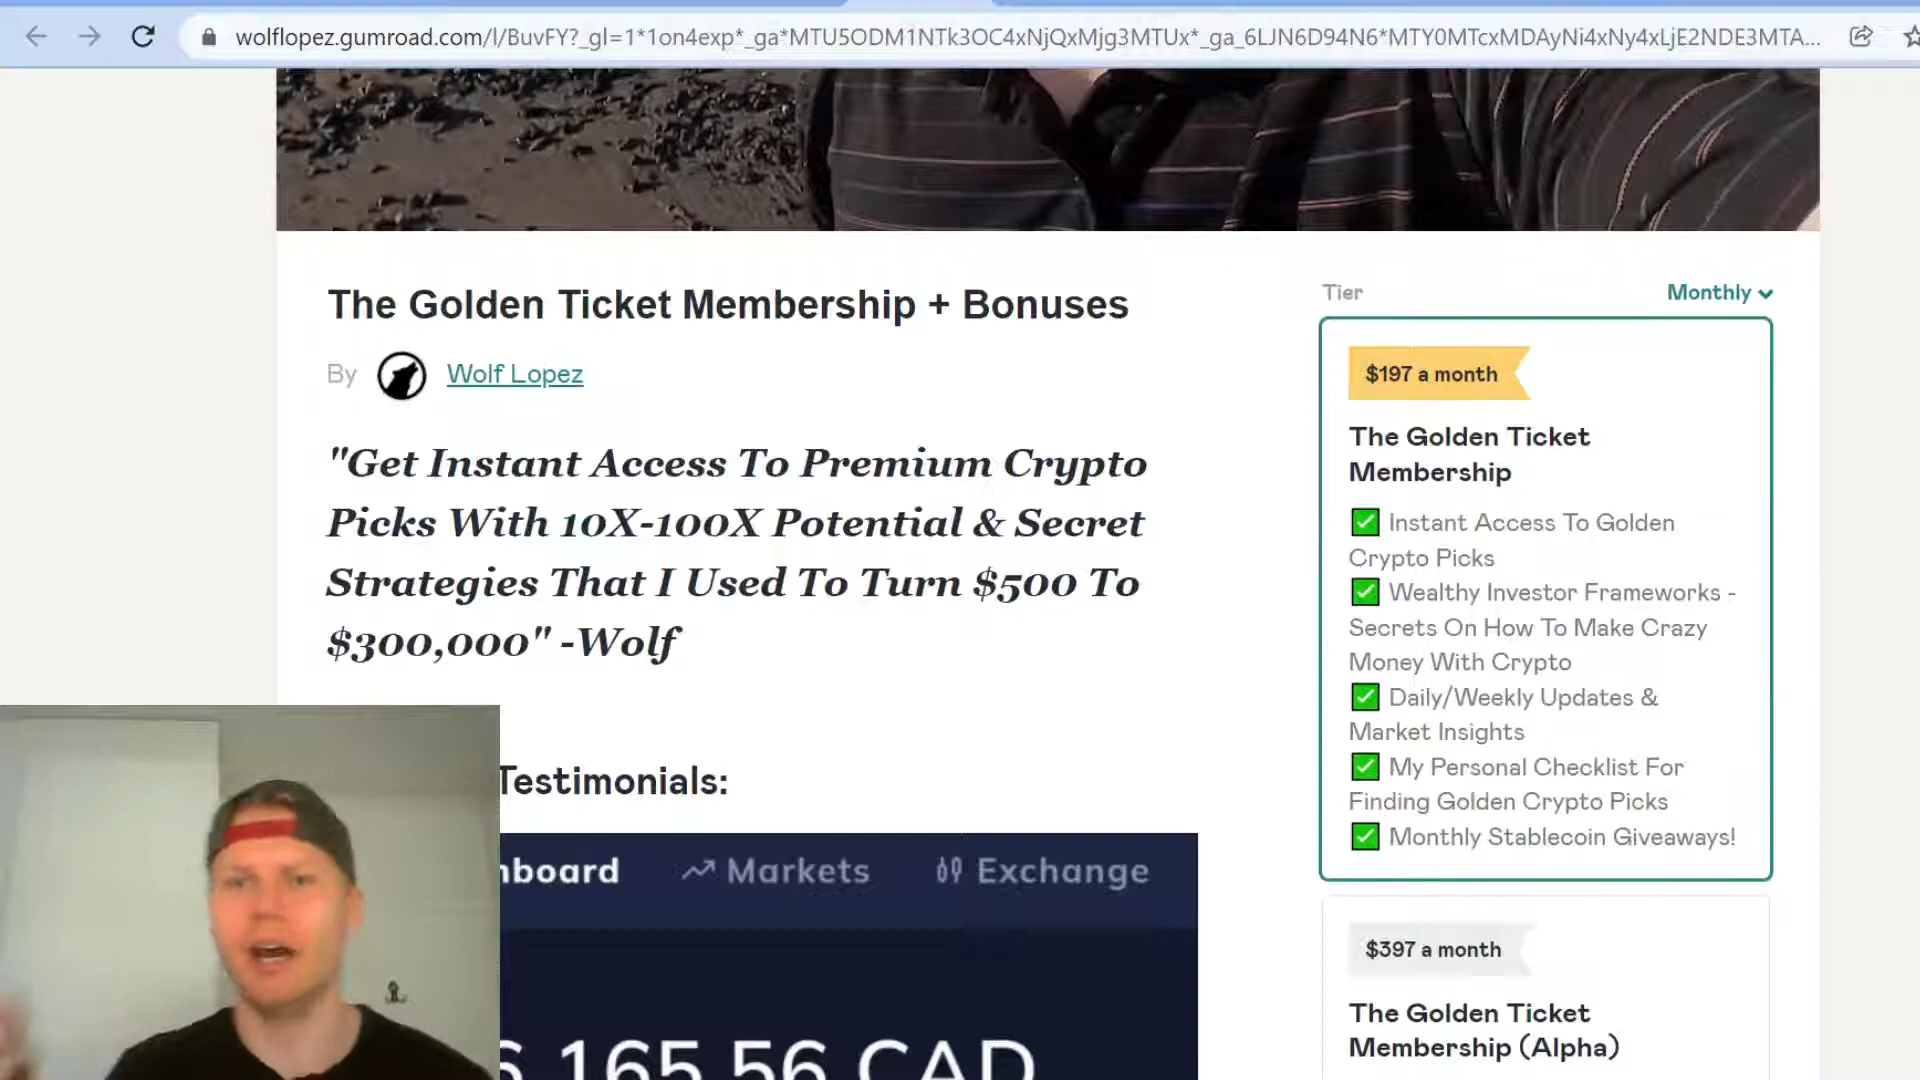 wolflopez.gumroad.com/l/BuvFY?_gl=1*1on4exp*_ga*MTU5ODM1NTk3OC4xNjQxMjg3MTUx*_ga_6LJN6D94N6*MTY0MTcxMDAyNi4xNy4xLjE2NDE3MTA...
The Golden Ticket Membership + Bonuses
By Wolf Lopez
"Get Instant Access To Premium Crypto
Picks With 10X-100X Potential & Secret
Strategies That I Used To Turn $500 To
$300,000" -Wolf
Testimonials:
nboard Markets Exchange
6,165.56 CAD
Tier Monthly
$197 a month
The Golden Ticket
Membership
✅ Instant Access To Golden
Crypto Picks
✅ Wealthy Investor Frameworks -
Secrets On How To Make Crazy
Money With Crypto
✅ Daily/Weekly Updates &
Market Insights
✅ My Personal Checklist For
Finding Golden Crypto Picks
✅ Monthly Stablecoin Giveaways!
$397 a month
The Golden Ticket
Membership (Alpha)